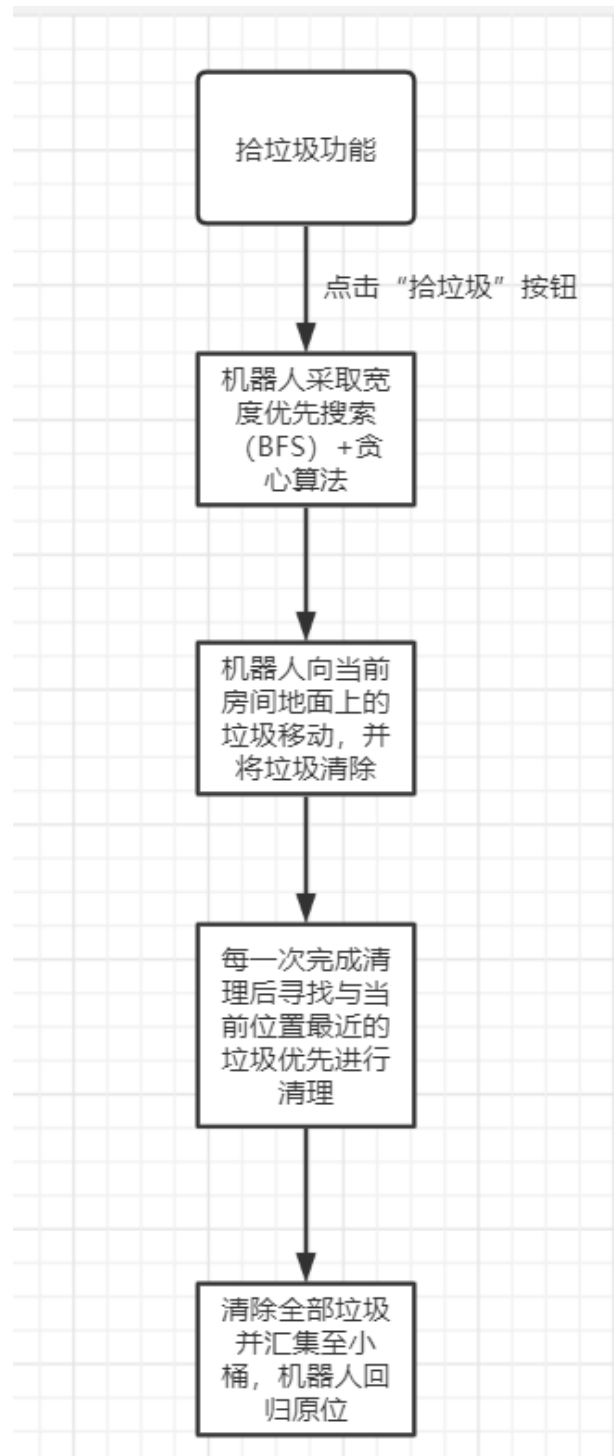 拾垃圾功能
点击“拾垃圾”按钮
机器人采取宽
度优先搜索
（BFS）+贪
心算法
机器人向当前
房间地面上的
垃圾移动，并
将垃圾清除
每一次完成清
理后寻找与当
前位置最近的
垃圾优先进行
清理
清除全部垃圾
并汇集至小
桶，机器人回
归原位